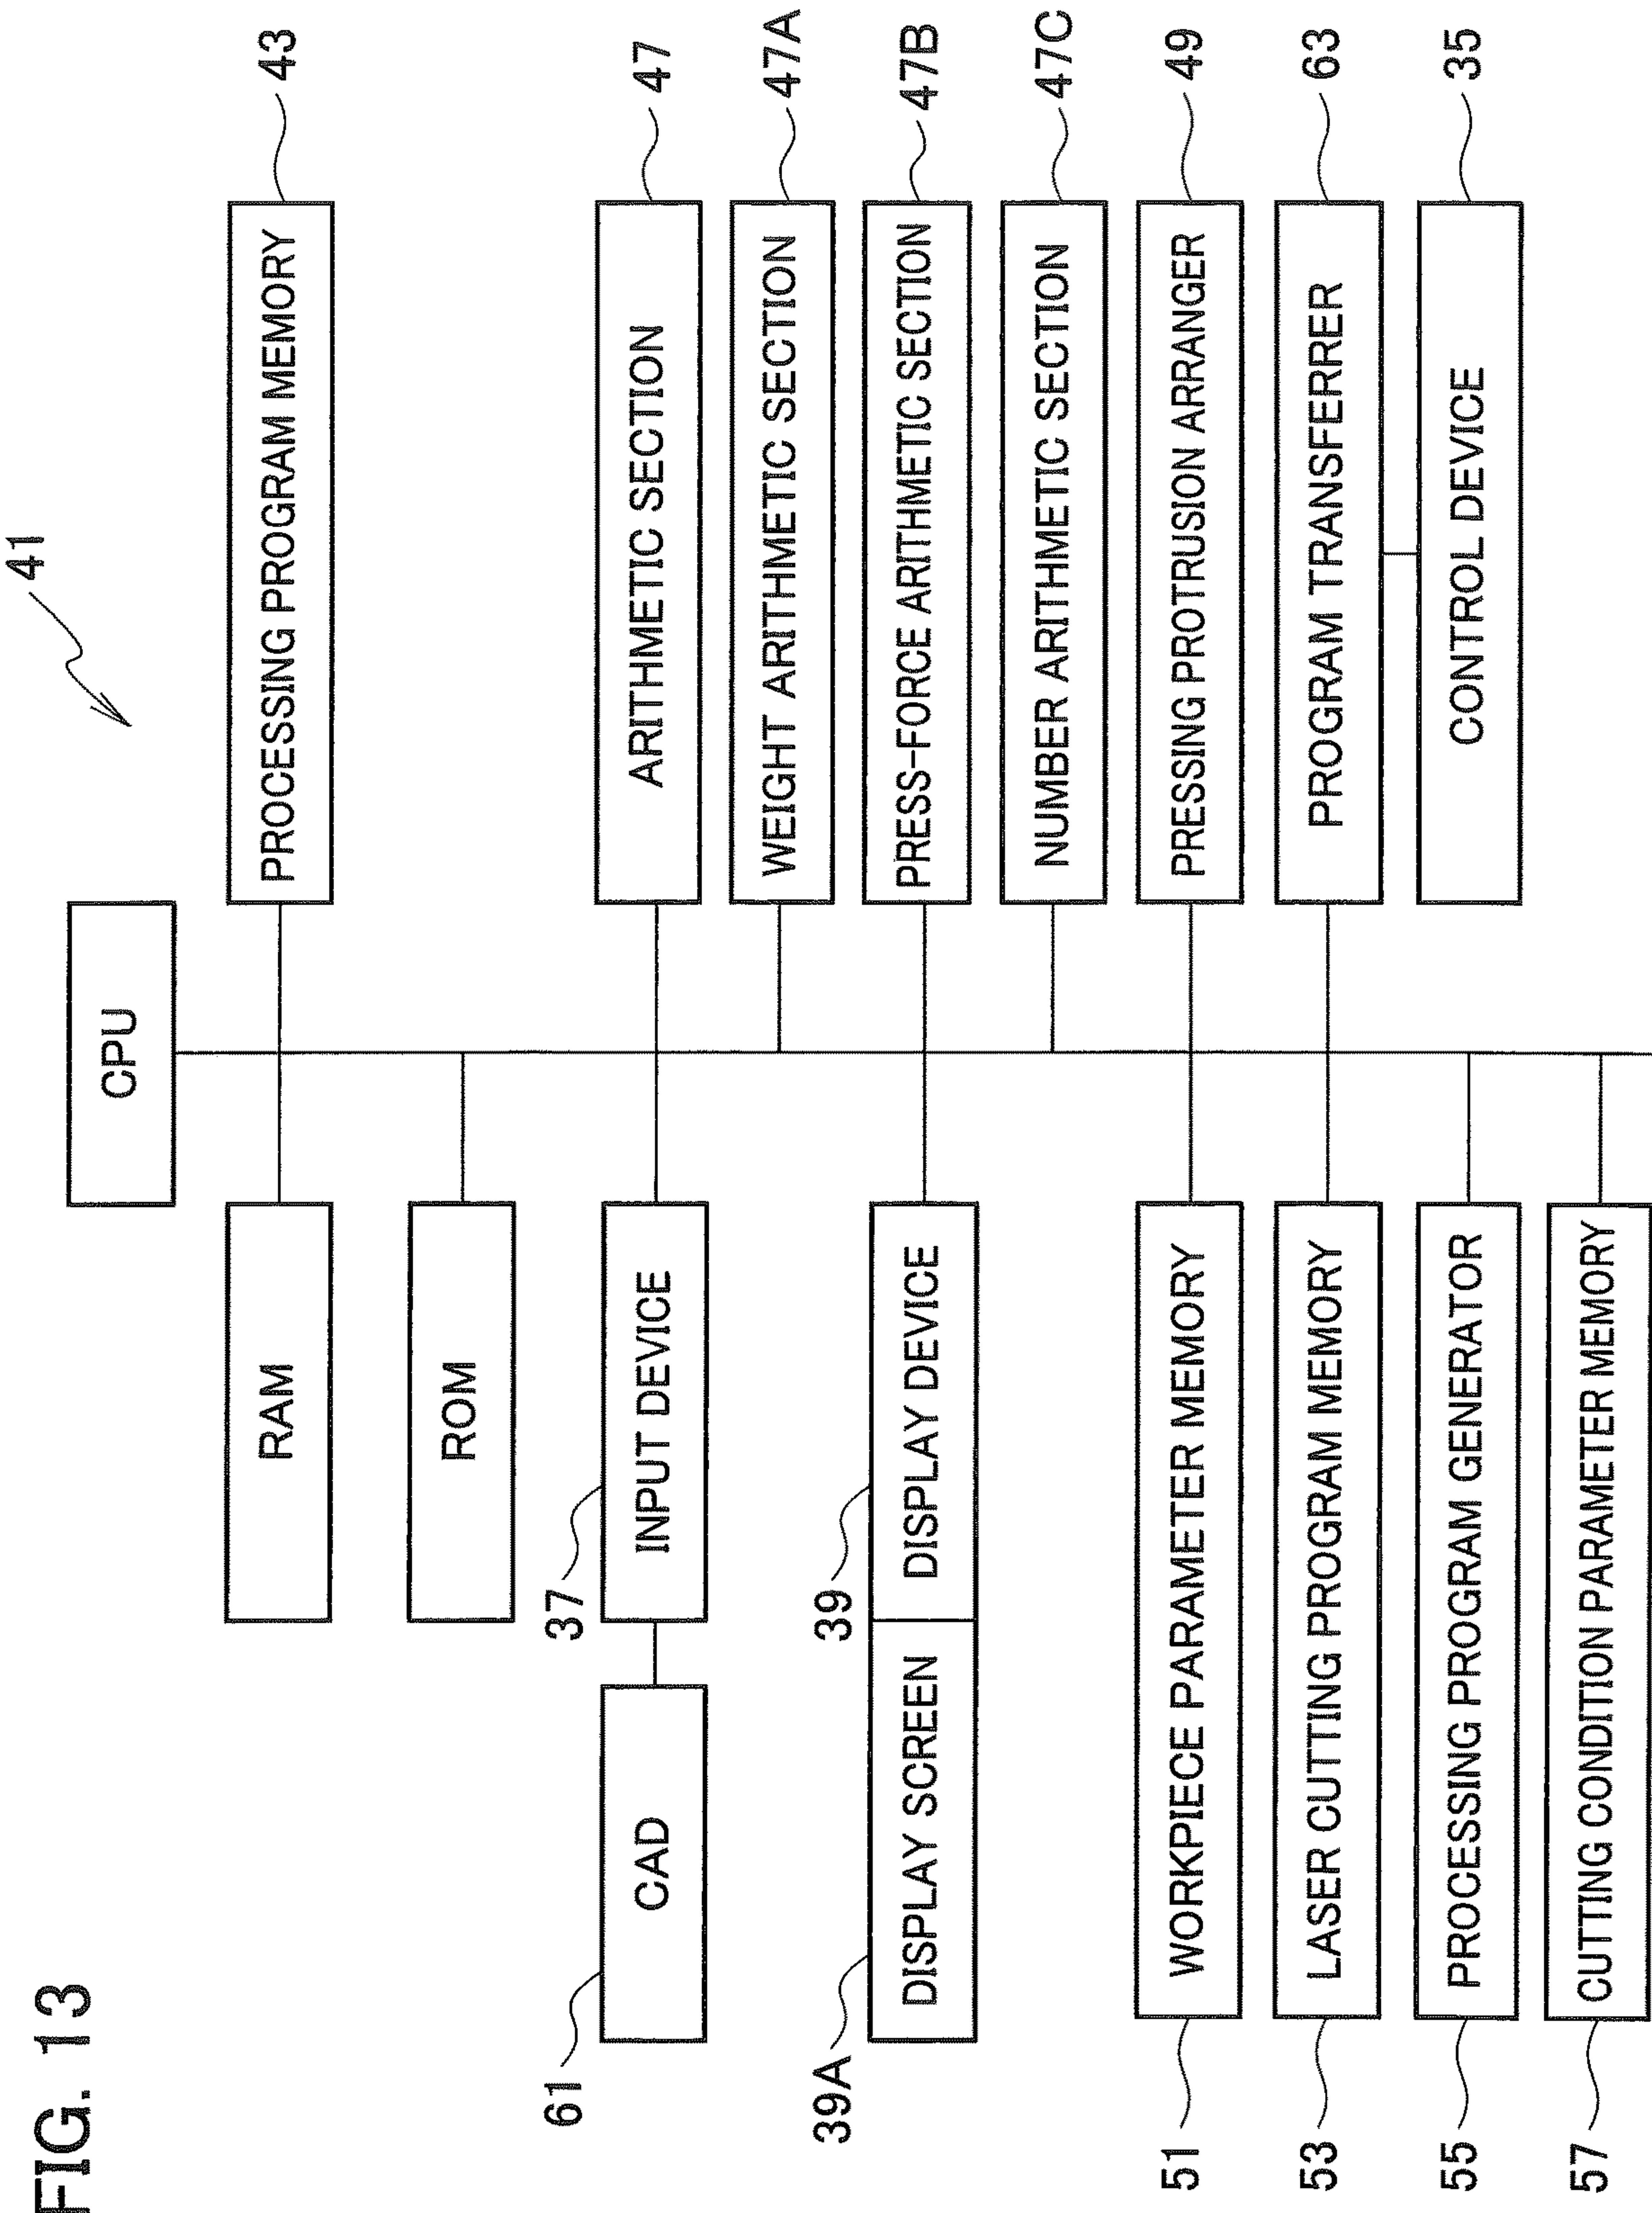 FIG. 13
41
CPU
RAM
ROM
37
INPUT DEVICE
61
CAD
39
DISPLAY DEVICE
39A
DISPLAY SCREEN
51
WORKPIECE PARAMETER MEMORY
53
LASER CUTTING PROGRAM MEMORY
55
PROCESSING PROGRAM GENERATOR
57
CUTTING CONDITION PARAMETER MEMORY
PROCESSING PROGRAM MEMORY
43
ARITHMETIC SECTION
47
WEIGHT ARITHMETIC SECTION
47A
PRESS-FORCE ARITHMETIC SECTION
47B
NUMBER ARITHMETIC SECTION
47C
PRESSING PROTRUSION ARRANGER
49
PROGRAM TRANSFERRER
63
CONTROL DEVICE
35